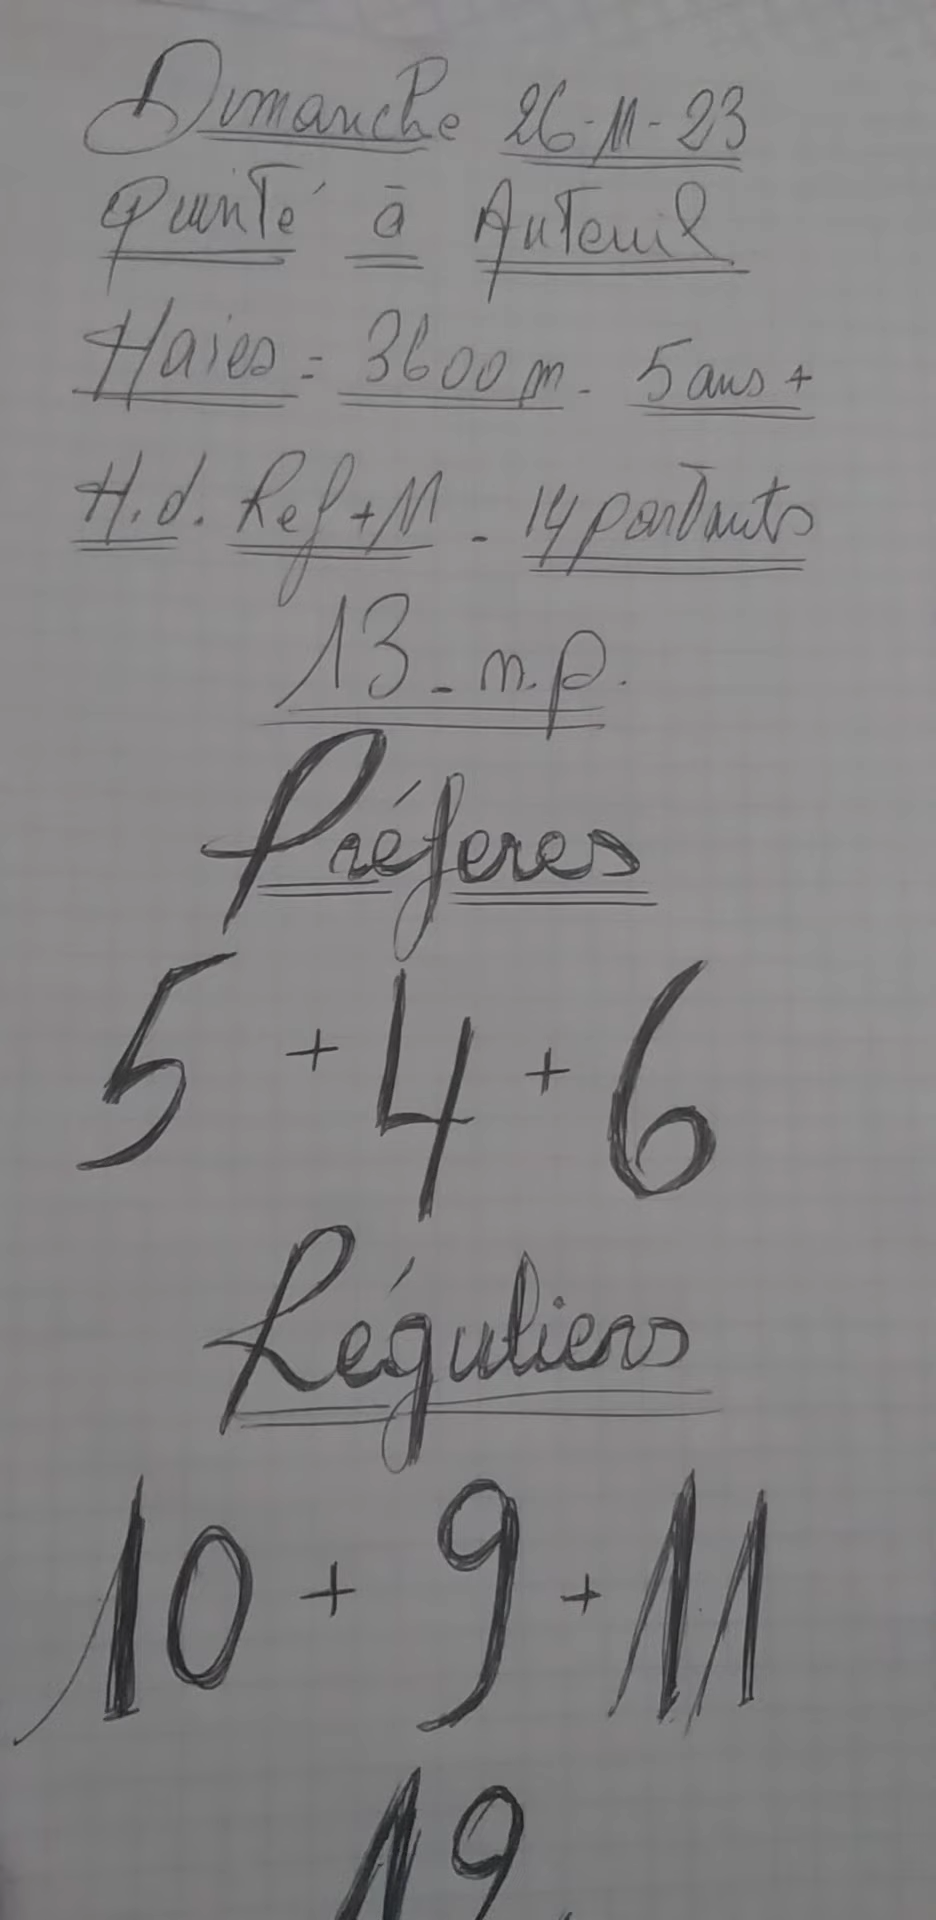 Dimanche 26-11-23
Quinté à Auteuil
Haies = 3600 m - 5 ans +
H.d. Ref + 11 - 14 partants
13 - n.p.
Préferes
5 + 4 + 6
Réguliers
10 + 9 + 11